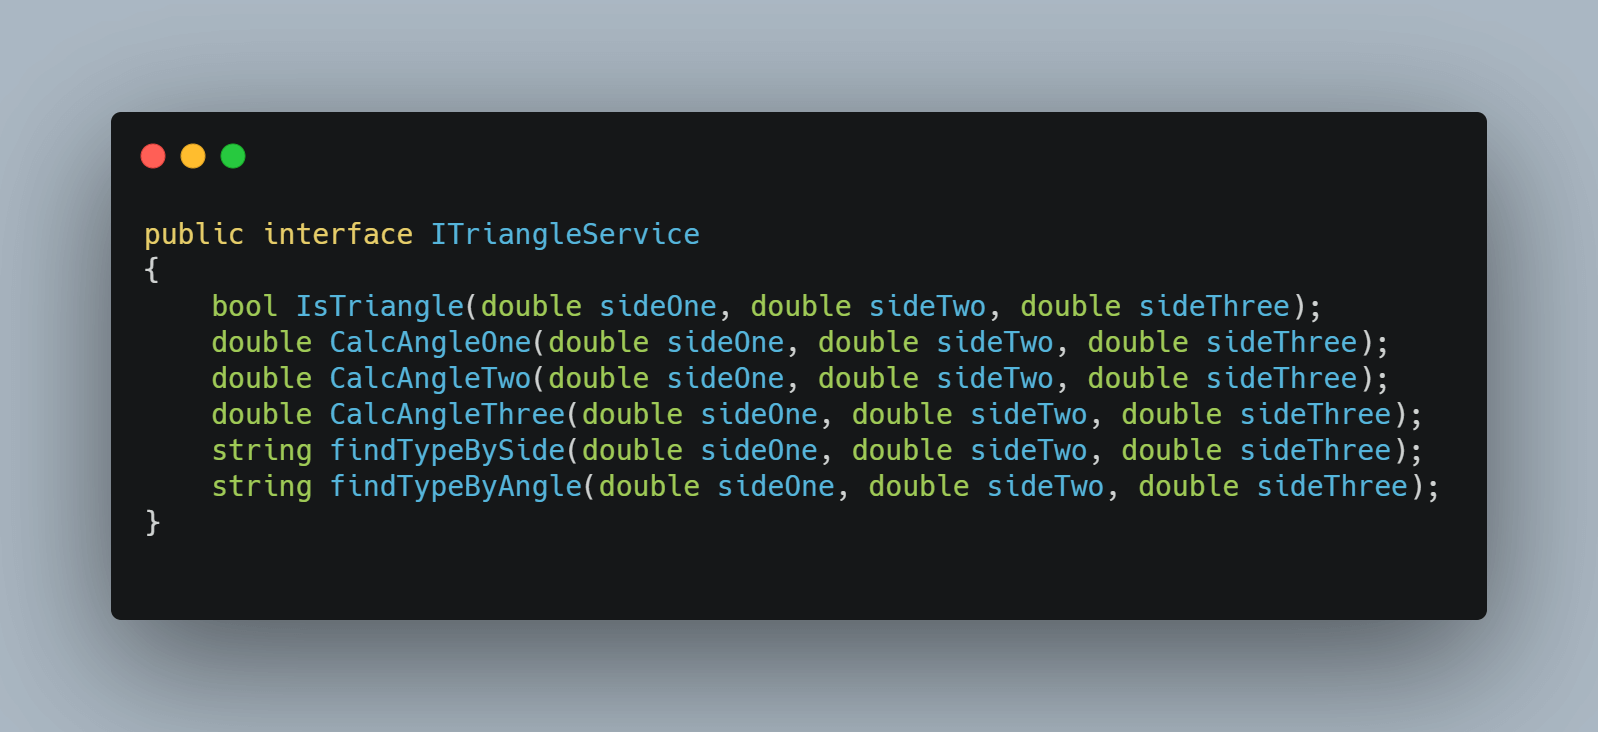 public interface ITriangleService
{
    bool IsTriangle(double sideOne, double sideTwo, double sideThree);
    double CalcAngleOne(double sideOne, double sideTwo, double sideThree);
    double CalcAngleTwo(double sideOne, double sideTwo, double sideThree);
    double CalcAngleThree(double sideOne, double sideTwo, double sideThree);
    string findTypeBySide(double sideOne, double sideTwo, double sideThree);
    string findTypeByAngle(double sideOne, double sideTwo, double sideThree);
}